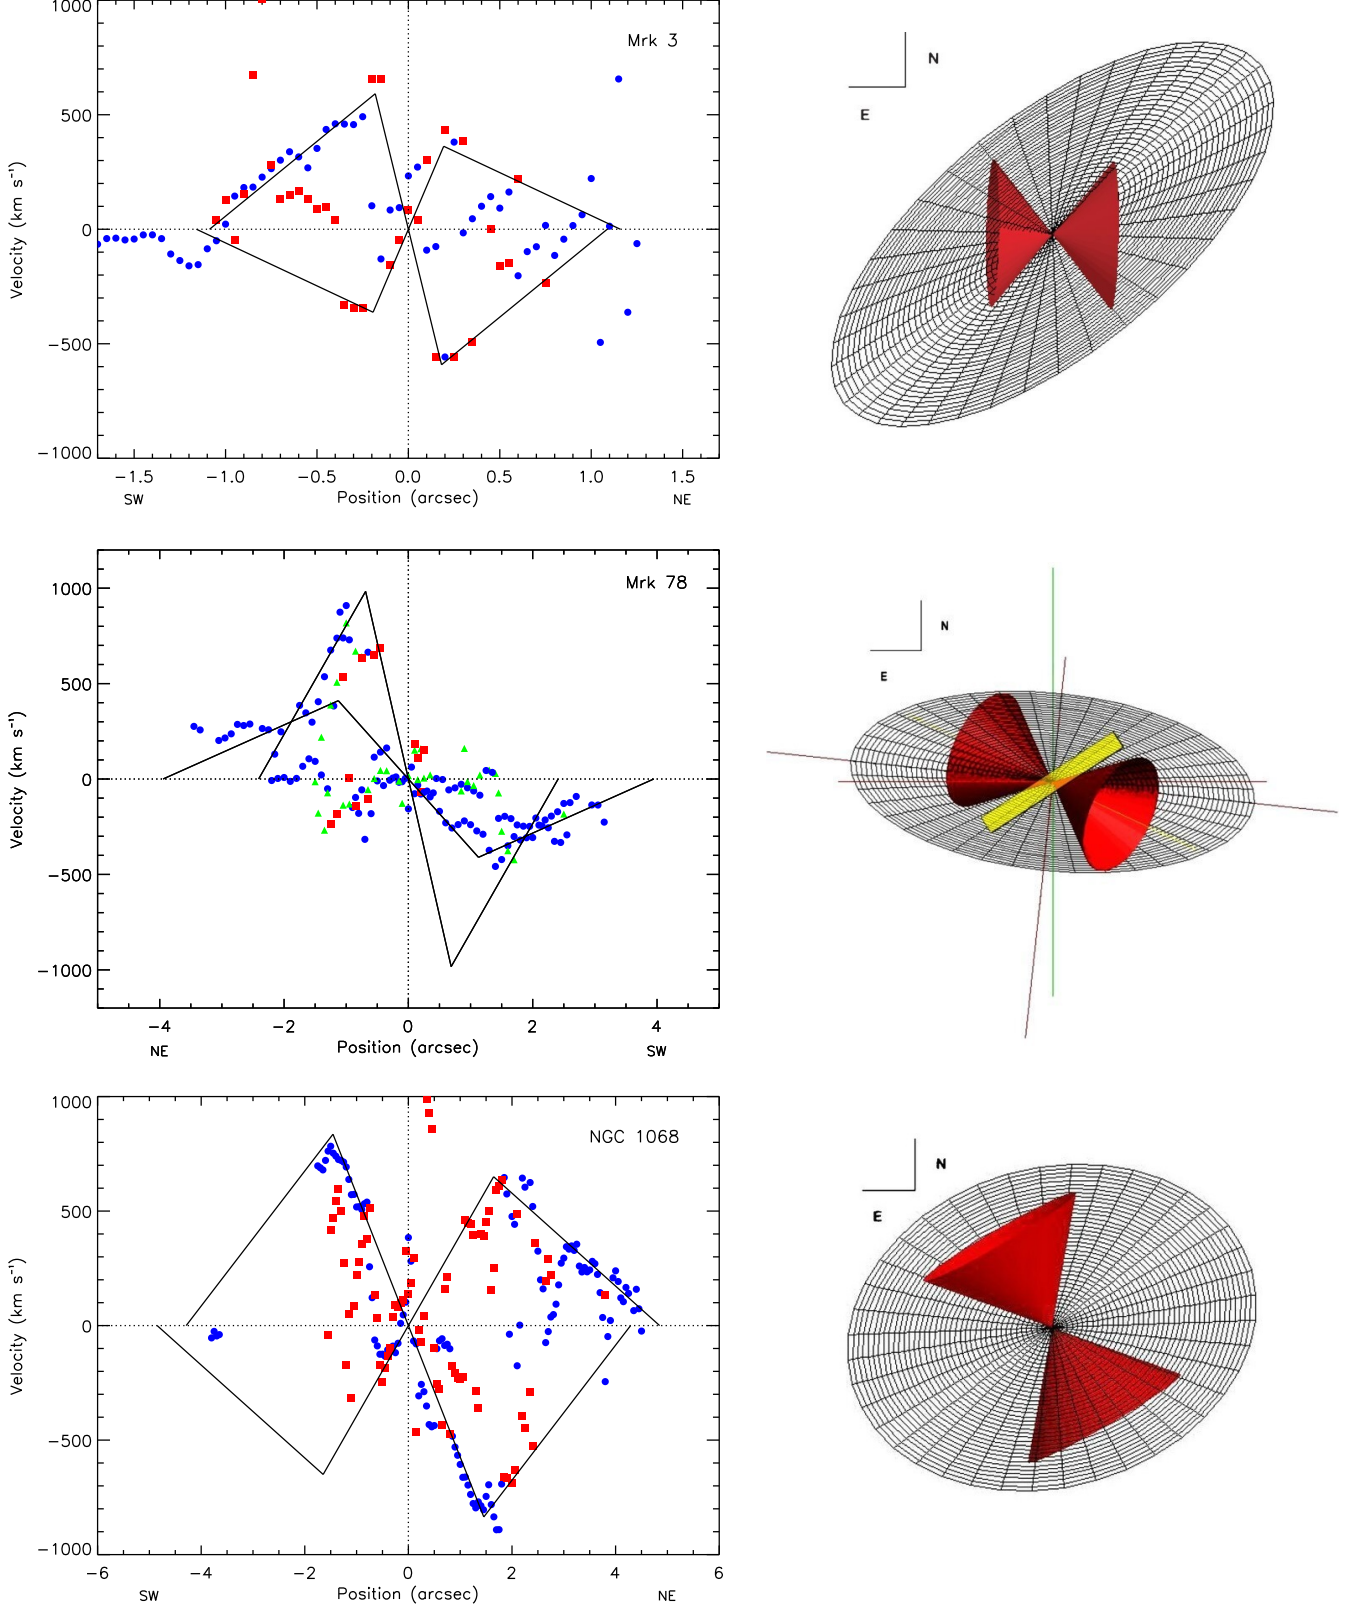 1000
500
0
−500
−1000
Velocity (km s⁻¹)
Mrk 3
−1.5 −1.0 −0.5 0.0 0.5 1.0 1.5
SW Position (arcsec) NE
N
E
1000
500
0
−500
−1000
Velocity (km s⁻¹)
Mrk 78
−4 −2 0 2 4
NE Position (arcsec) SW
N
E
1000
500
0
−500
−1000
Velocity (km s⁻¹)
NGC 1068
−6 −4 −2 0 2 4 6
SW Position (arcsec) NE
N
E